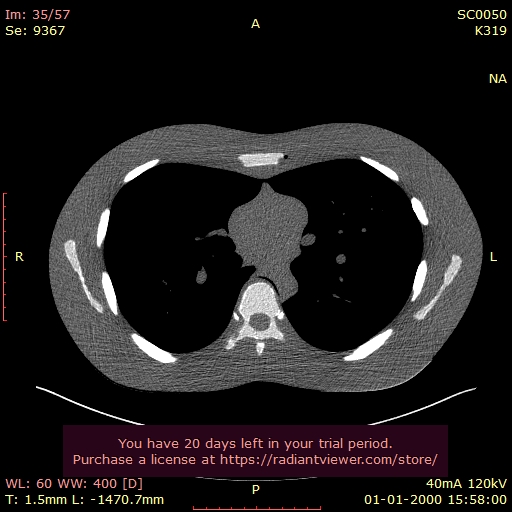 Im: 35/57
Se: 9367
A
SC0050
K319
NA
R
L
You have 20 days left in your trial period.
Purchase a license at https://radiantviewer.com/store/
WL: 60 WW: 400 [D]
T: 1.5mm L: -1470.7mm
P
40mA 120kV
01-01-2000 15:58:00